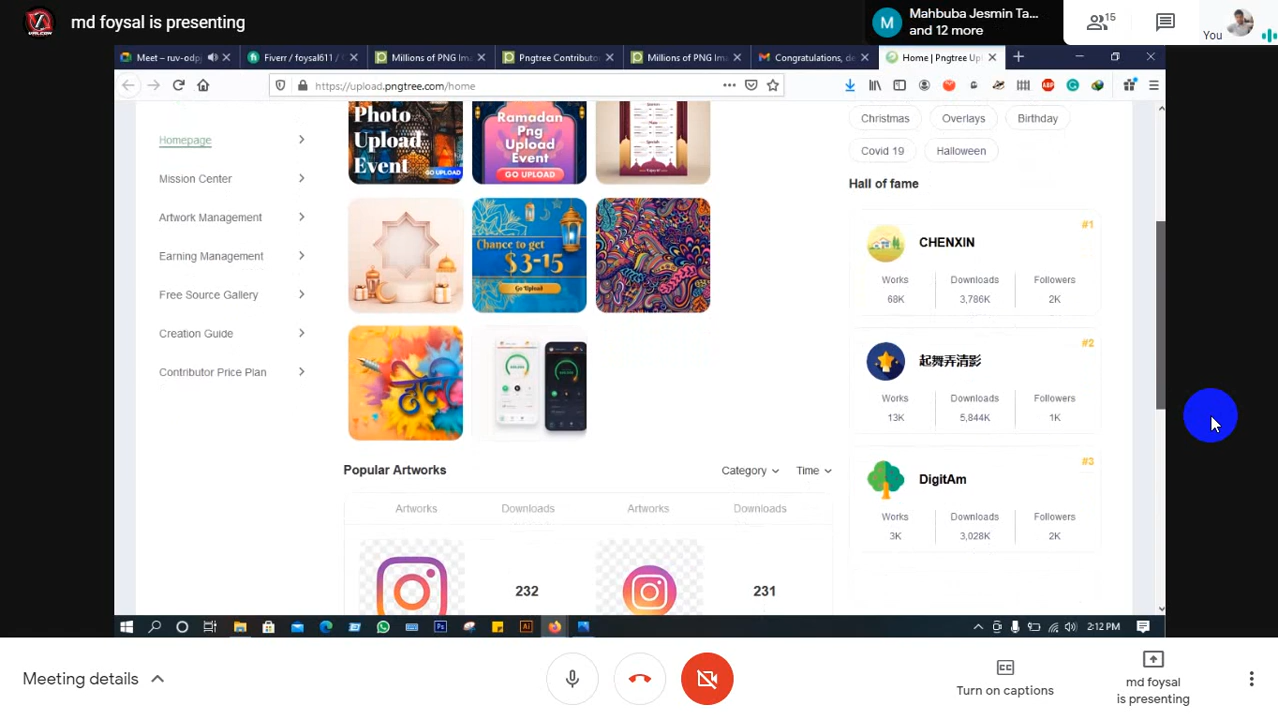 md foysal is presenting
M
Mahbuba Jesmin Ta...
and 12 more
15
You
Meet – ruv-odpj
Fiverr / foysal611 /
Millions of PNG Ima
Pngtree Contributo
Millions of PNG Ima
Congratulations, de
Home | Pngtree Up
https://upload.pngtree.com/home
ABP
Homepage
Mission Center
Artwork Management
Earning Management
Free Source Gallery
Creation Guide
Contributor Price Plan
Photo
Upload
Event
GO UPLOAD
Ramadan
Png
Upload
Event
GO UPLOAD
Chance to get
$3-15
Go Upload
Popular Artworks
Category
Time
Artworks
Downloads
Artworks
Downloads
232
231
Christmas
Overlays
Birthday
Covid 19
Halloween
Hall of fame
CHENXIN
#1
Works
Downloads
Followers
68K
3,786K
2K
起舞弄清影
#2
Works
Downloads
Followers
13K
5,844K
1K
DigitAm
#3
Works
Downloads
Followers
3K
3,028K
2K
Ps
Ai
2:12 PM
Meeting details
CC
Turn on captions
md foysal
is presenting